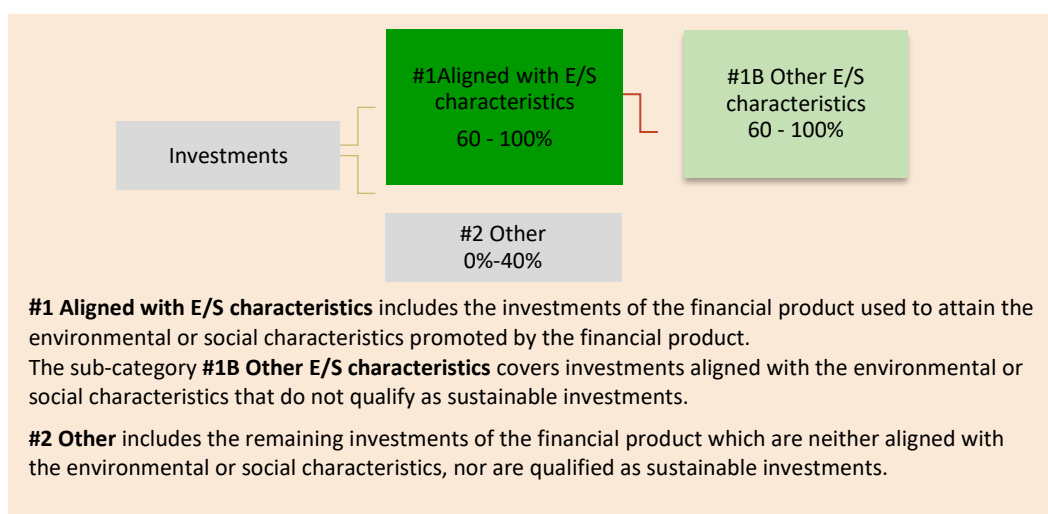 #1Aligned with E/S
characteristics
60 - 100%
#1B Other E/S
characteristics
60 - 100%
Investments
#2 Other
0%-40%
#1 Aligned with E/S characteristics includes the investments of the financial product used to attain the
environmental or social characteristics promoted by the financial product.
The sub-category #1B Other E/S characteristics covers investments aligned with the environmental or
social characteristics that do not qualify as sustainable investments.
#2 Other includes the remaining investments of the financial product which are neither aligned with
the environmental or social characteristics, nor are qualified as sustainable investments.